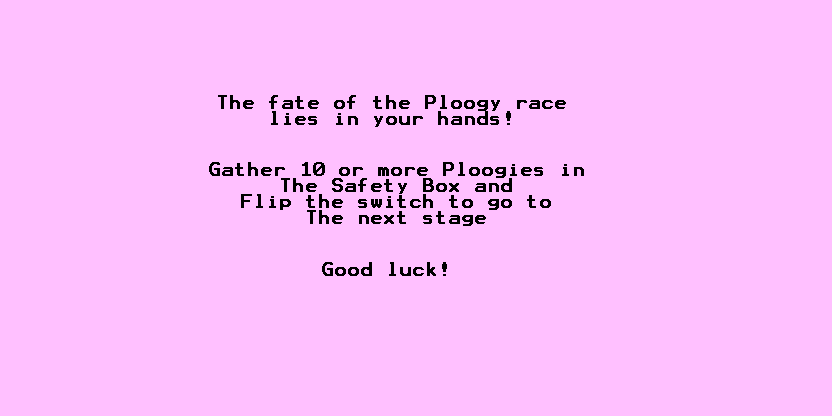 The fate of the Ploogy race
lies in your hands!
Gather 10 or more Ploogies in
The Safety Box and
Flip the switch to go to
The next stage
Good luck!